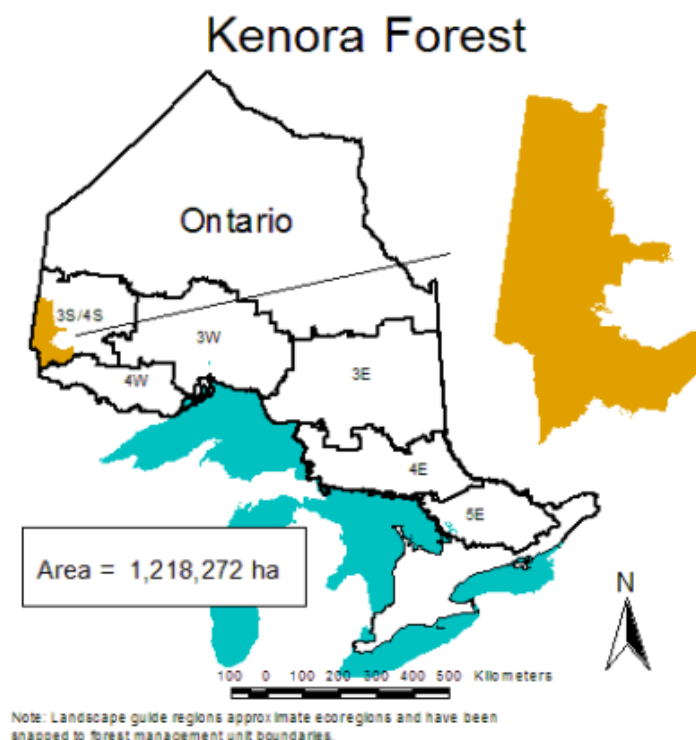 Kenora Forest
Ontario
3S/4S
3W
4W
3E
4E
5E
Area = 1,218,272 ha
N
100 0 100 200 300 400 500 Kilometers
Note: Landscape guide regions approximate ecoregions and have been
snapped to forest management unit boundaries.